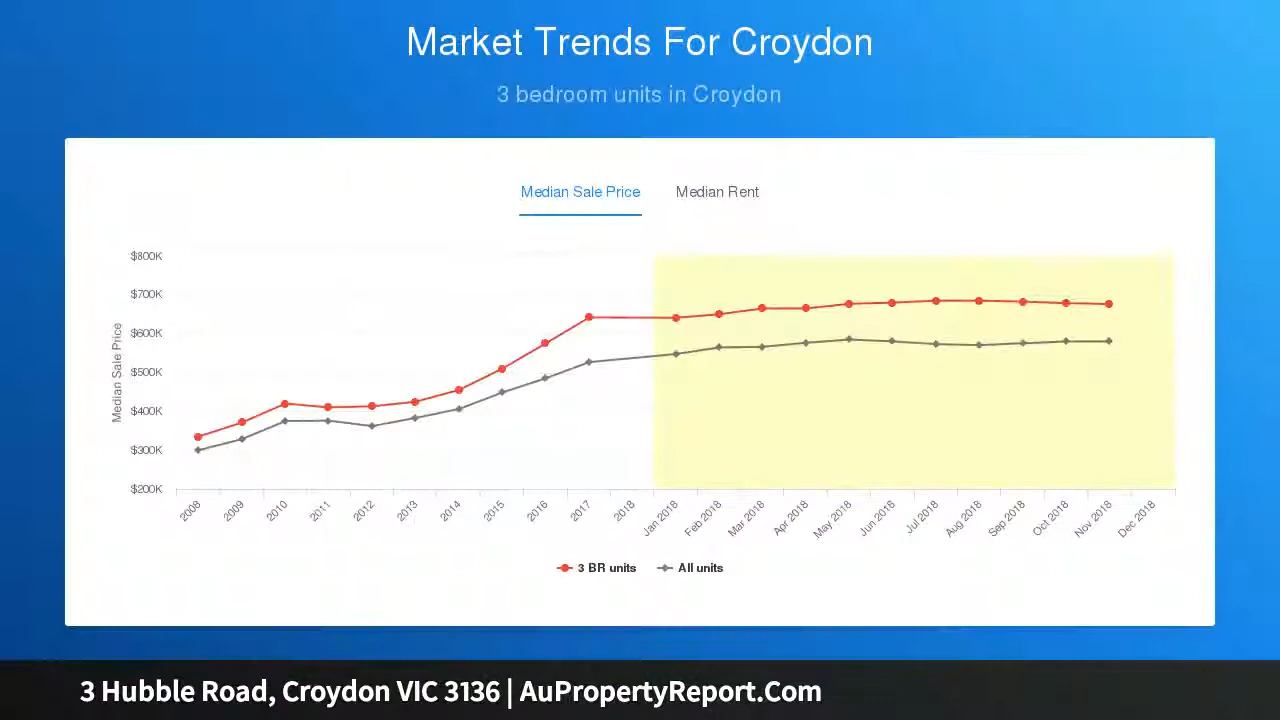 Market Trends For Croydon
3 bedroom units in Croydon
Median Sale Price Median Rent
Median Sale Price
$800K
$700K
$600K
$500K
$400K
$300K
$200K
2008 2009 2010 2011 2012 2013 2014 2015 2016 2017 2018 Jan 2018 Feb 2018 Mar 2018 Apr 2018 May 2018 Jun 2018 Jul 2018 Aug 2018 Sep 2018 Oct 2018 Nov 2018 Dec 2018
3 BR units All units
3 Hubble Road, Croydon VIC 3136 | AuPropertyReport.Com